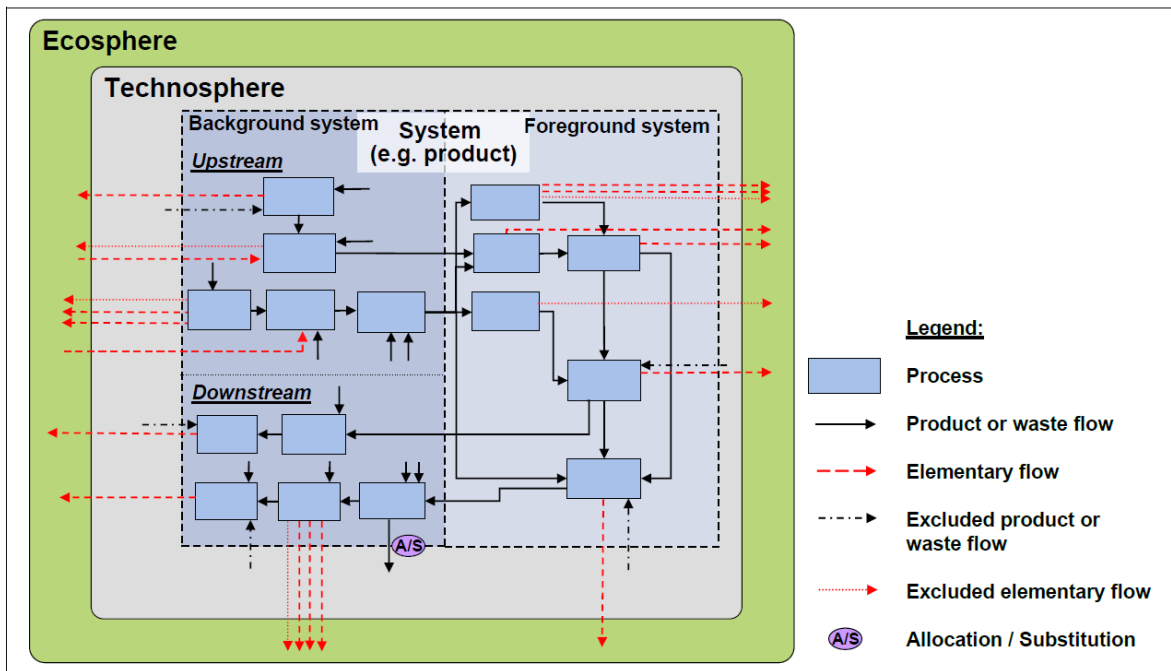 Ecosphere
Technosphere
Background system
System
(e.g. product)
Foreground system
Upstream
Downstream
A/S
Legend:
Process
Product or waste flow
Elementary flow
Excluded product or
waste flow
Excluded elementary flow
A/S
Allocation / Substitution